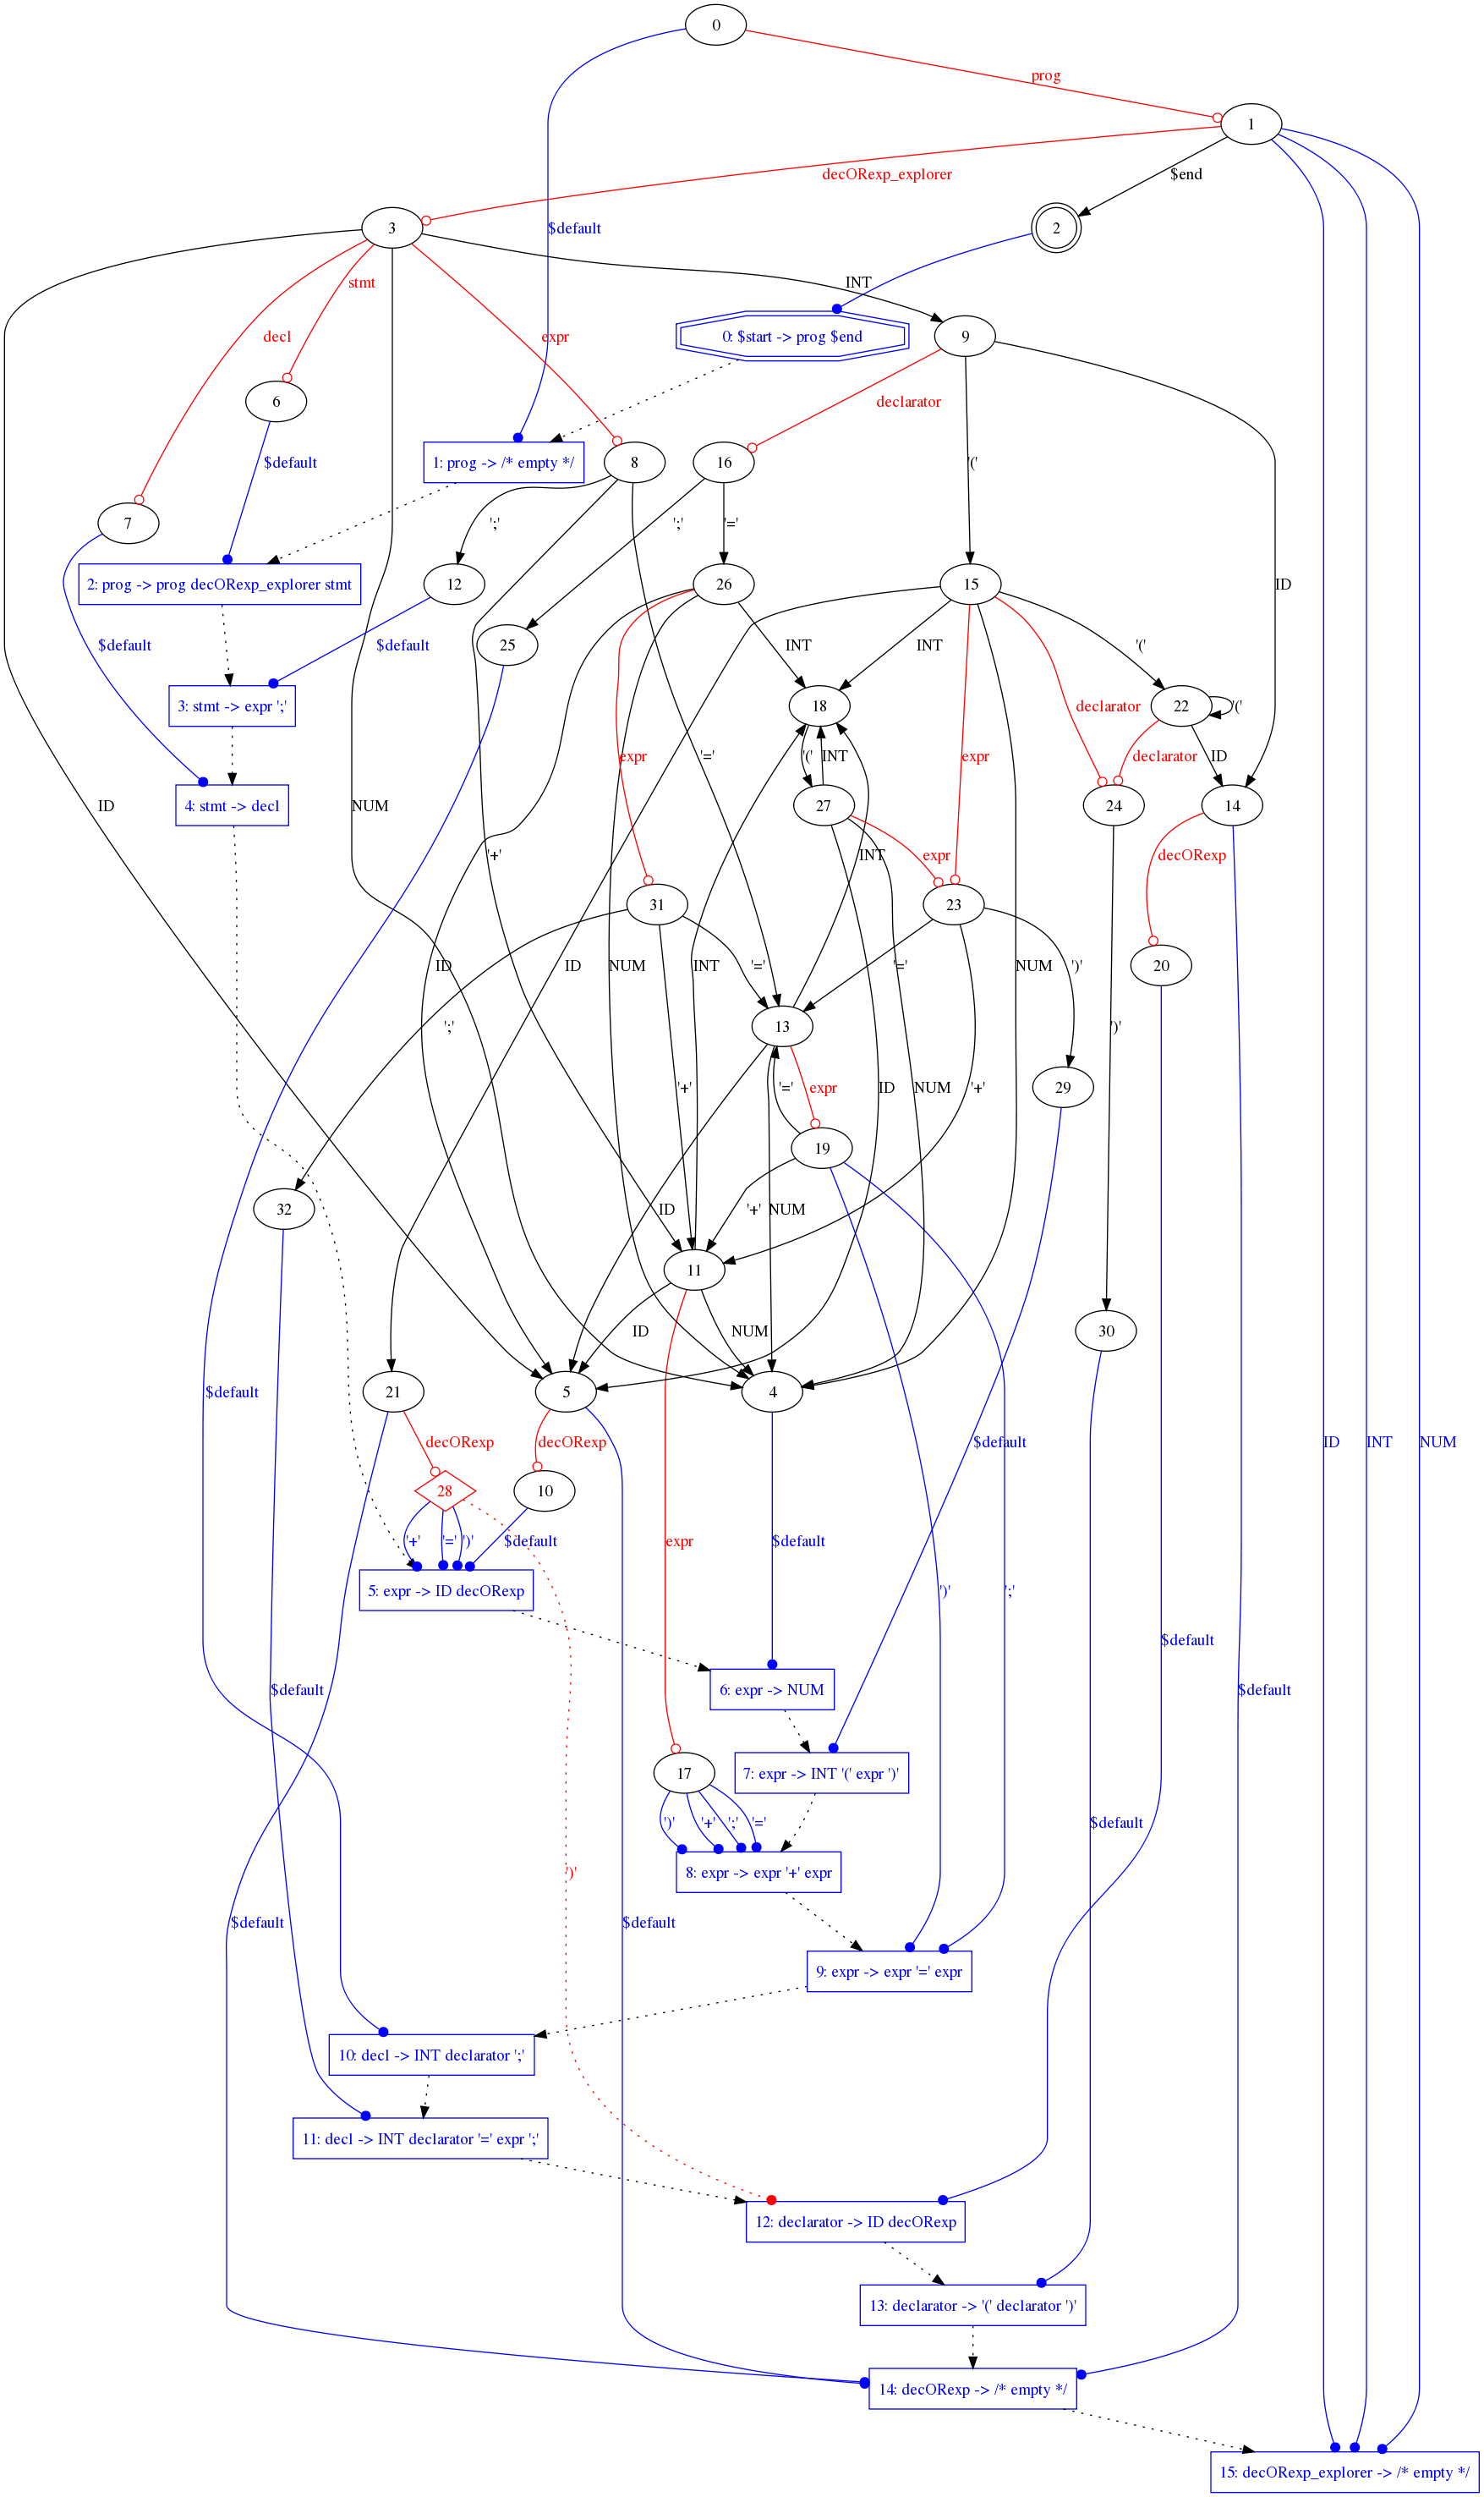 0
prog
1
decORexp_explorer
$end
3
$default
2
stmt
INT
decl
expr
0: $start -> prog $end
9
6
declarator
1: prog -> /* empty */
8
16
'('
$default
7
';'
';'
'='
2: prog -> prog decORexp_explorer stmt
12
26
15
ID
$default
$default
25
INT
INT
'('
3: stmt -> expr ';'
18
declarator
22
'('
expr
'='
'('
INT
expr
declarator
ID
ID
NUM
4: stmt -> decl
27
24
14
'+'
INT
expr
decORexp
31
23
ID
NUM
ID
'='
INT
'='
NUM
')'
20
';'
13
')'
'+'
'='
expr
ID
NUM
'+'
29
19
32
ID
'+'
NUM
11
ID
NUM
30
$default
21
5
4
decORexp
decORexp
$default
ID
INT
NUM
28
10
'+'
'='
')'
$default
expr
$default
5: expr -> ID decORexp
')'
';'
$default
$default
6: expr -> NUM
$default
17
7: expr -> INT '(' expr ')'
')'
'+'
';'
'='
$default
')'
8: expr -> expr '+' expr
$default
$default
9: expr -> expr '=' expr
10: decl -> INT declarator ';'
11: decl -> INT declarator '=' expr ';'
12: declarator -> ID decORexp
13: declarator -> '(' declarator ')'
14: decORexp -> /* empty */
15: decORexp_explorer -> /* empty */